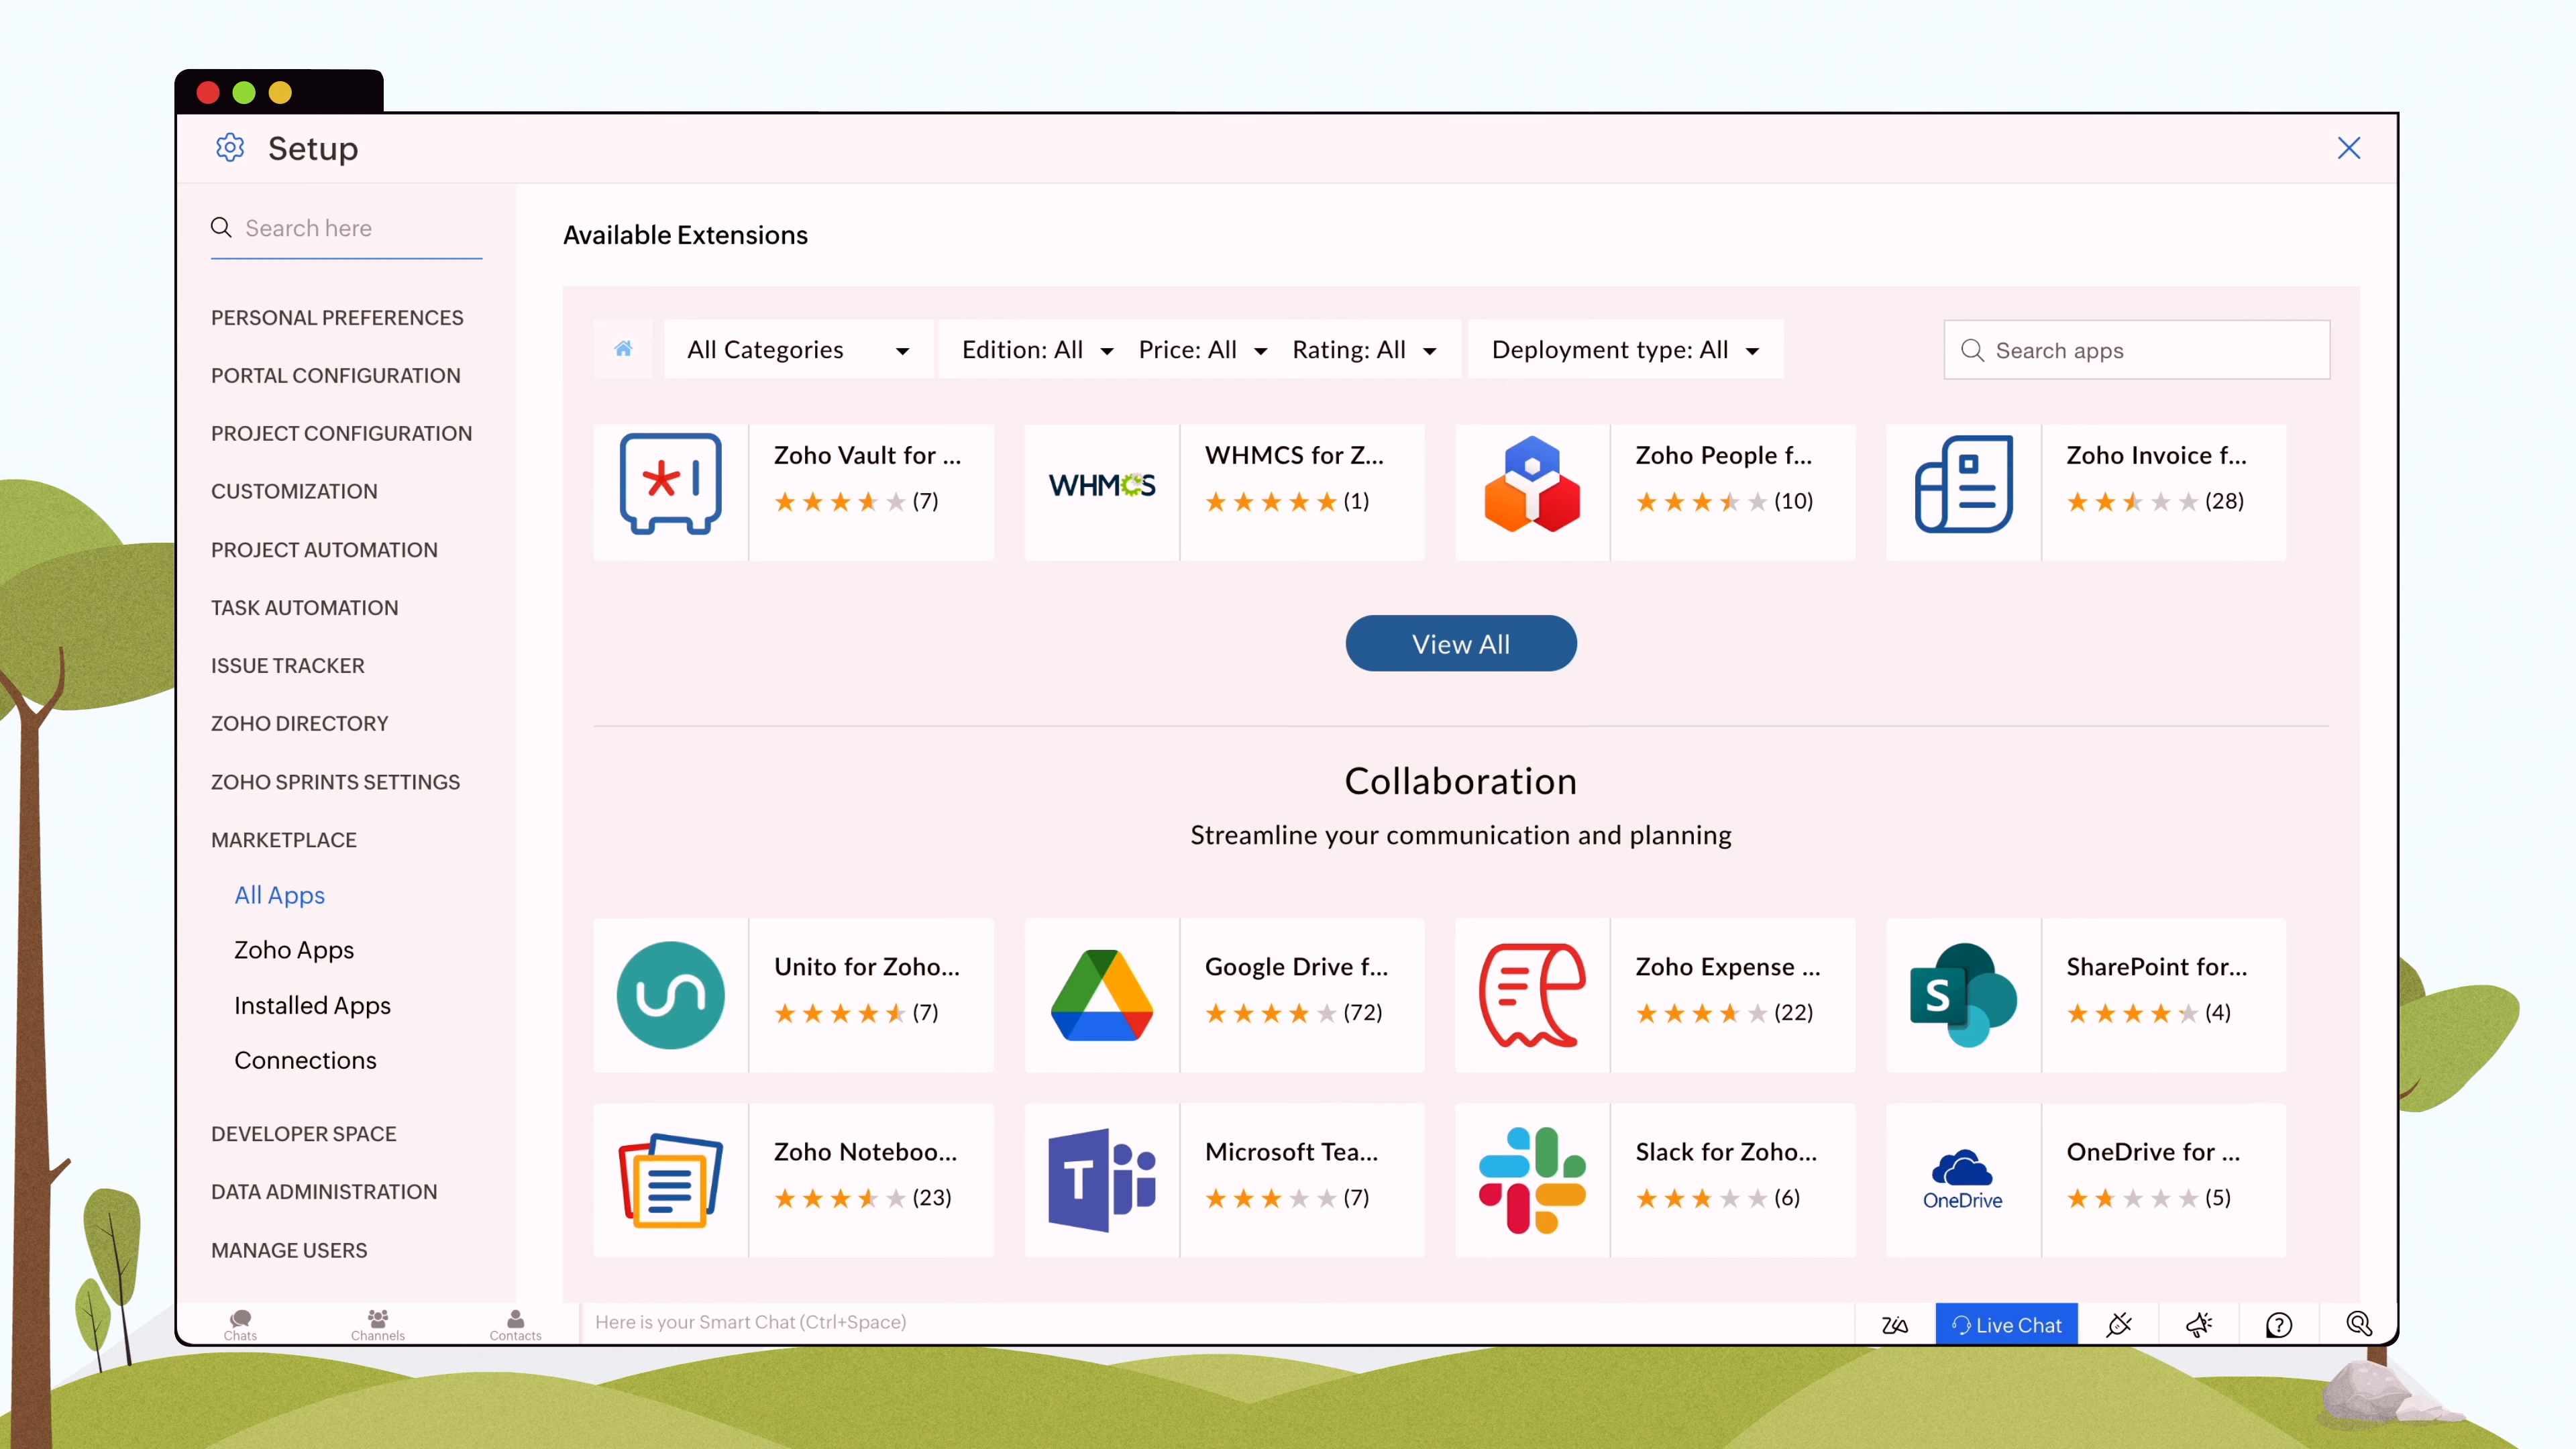 Setup
Search here
PERSONAL PREFERENCES
PORTAL CONFIGURATION
PROJECT CONFIGURATION
CUSTOMIZATION
PROJECT AUTOMATION
TASK AUTOMATION
ISSUE TRACKER
ZOHO DIRECTORY
ZOHO SPRINTS SETTINGS
MARKETPLACE
All Apps
Zoho Apps
Installed Apps
Connections
DEVELOPER SPACE
DATA ADMINISTRATION
MANAGE USERS
Available Extensions
All Categories Edition: All Price: All Rating: All Deployment type: All Search apps
Zoho Vault for ...
(7)
WHMCS
WHMCS for Z...
(1)
Zoho People f...
(10)
Zoho Invoice f...
(28)
View All
Collaboration
Streamline your communication and planning
Unito for Zoho...
(7)
Google Drive f...
(72)
Zoho Expense ...
(22)
S
SharePoint for...
(4)
Zoho Noteboo...
(23)
T
Microsoft Tea...
(7)
Slack for Zoho...
(6)
OneDrive
OneDrive for ...
(5)
Chats Channels Contacts Here is your Smart Chat (Ctrl+Space) Live Chat